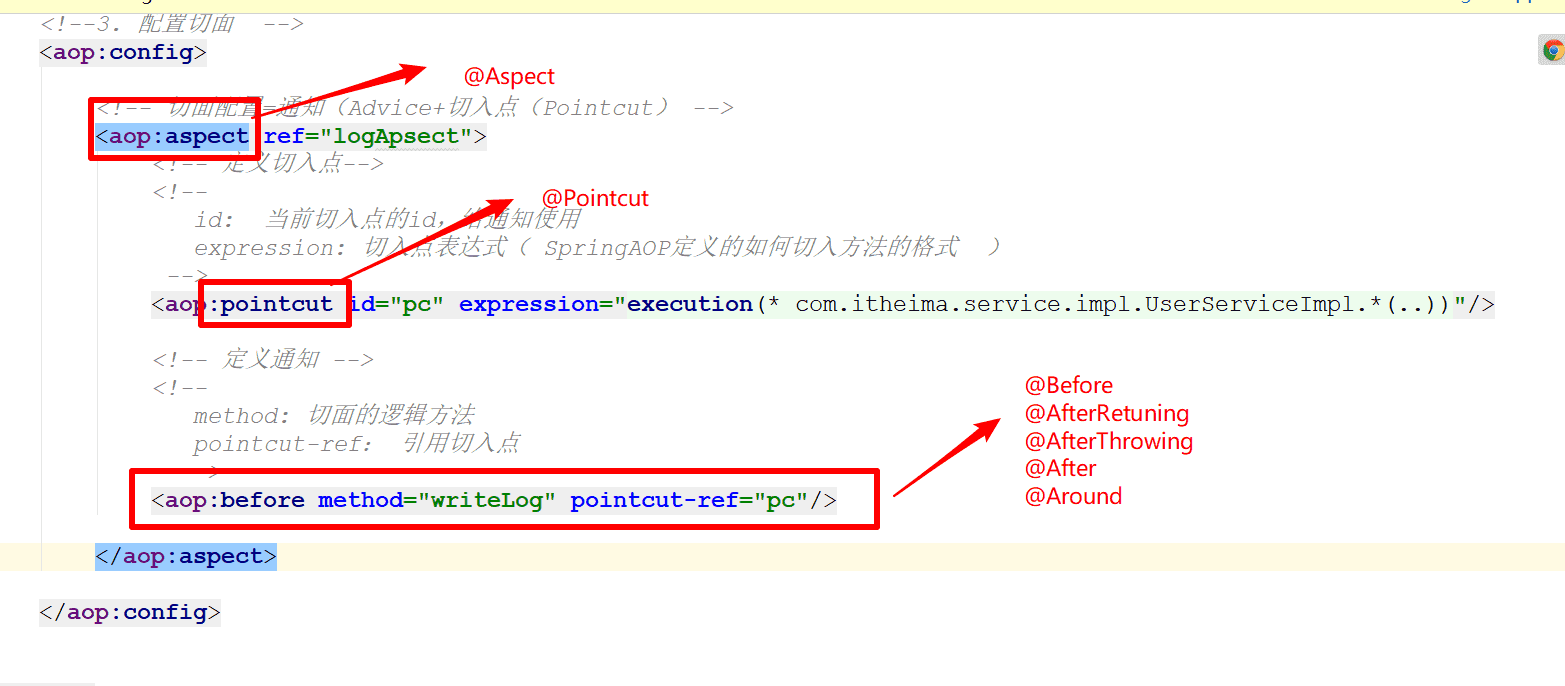 <!--3. 配置切面 -->
<aop:config>
@Aspect
<!-- 切面配置=通知（Advice+切入点（Pointcut） -->
<aop:aspect ref="logApsect">
<!-- 定义切入点-->
<!--
@Pointcut
id: 当前切入点的id，给通知使用
expression: 切入点表达式（ SpringAOP定义的如何切入方法的格式 ）
-->
<aop:pointcut id="pc" expression="execution(* com.itheima.service.impl.UserServiceImpl.*(..))"/>
<!-- 定义通知 -->
<!--
@Before
method: 切面的逻辑方法
@AfterRetuning
pointcut-ref: 引用切入点
@AfterThrowing
@After
<aop:before method="writeLog" pointcut-ref="pc"/>
@Around
</aop:aspect>
</aop:config>